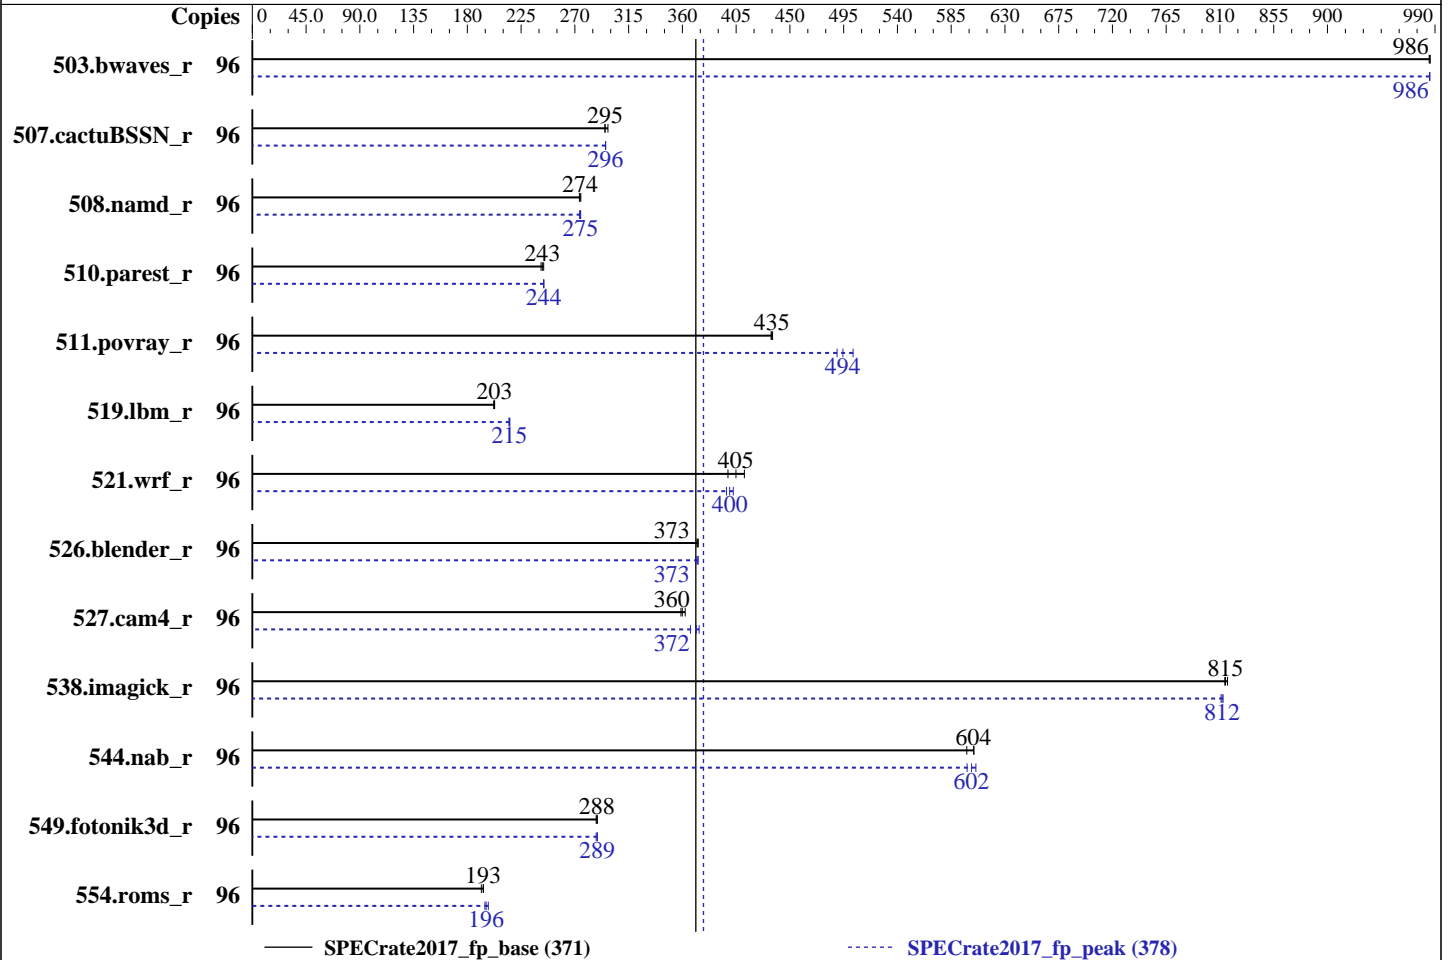 Copies 0 45.0 90.0 135 180 225 270 315 360 405 450 495 540 585 630 675 720 765 810 855 900 990
986
503.bwaves_r 96
986
295
507.cactuBSSN_r 96
296
274
508.namd_r 96
275
243
510.parest_r 96
244
435
511.povray_r 96
494
203
519.lbm_r 96
215
405
521.wrf_r 96
400
373
526.blender_r 96
373
360
527.cam4_r 96
372
815
538.imagick_r 96
812
604
544.nab_r 96
602
288
549.fotonik3d_r 96
289
193
554.roms_r 96
196
SPECrate2017_fp_base (371) SPECrate2017_fp_peak (378)